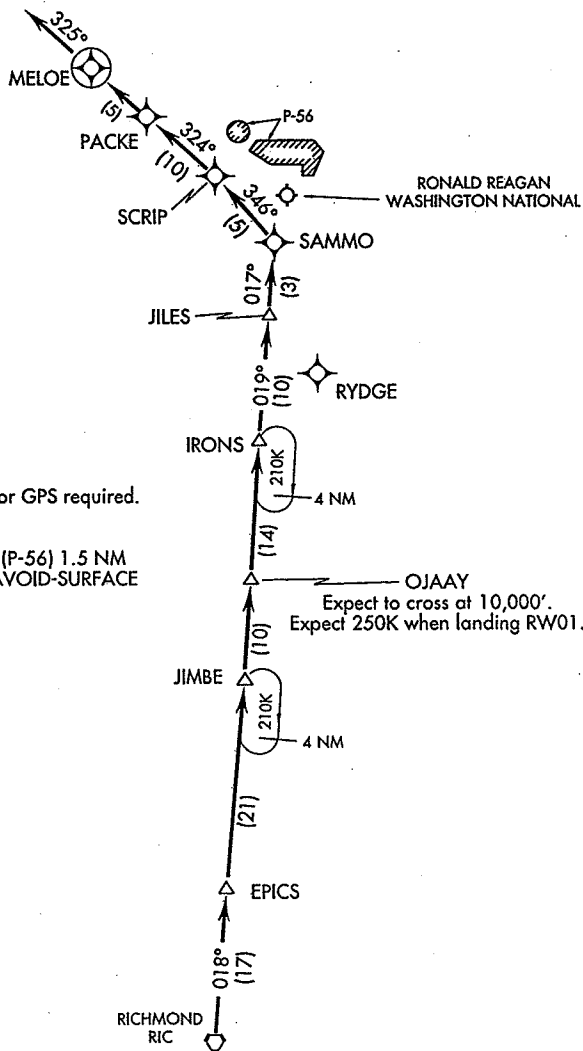 325°
MELOE
(5)
PACKE
P-56
324°
(10)
SCRIP
RONALD REAGAN
WASHINGTON NATIONAL
346°
(5)
SAMMO
017°
(3)
JILES
RYDGE
019°
(10)
IRONS
210K
4 NM
or GPS required.
(14)
(P-56) 1.5 NM
AVOID-SURFACE
OJAAY
Expect to cross at 10,000'.
Expect 250K when landing RW01.
(10)
JIMBE
210K
4 NM
(21)
EPICS
018°
(17)
RICHMOND
RIC